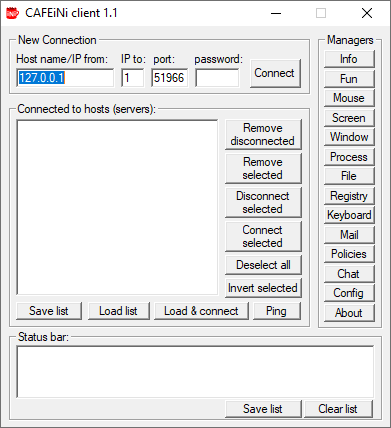 CAFEiNi client 1.1
New Connection
Host name/IP from: IP to: port: password:
127.0.0.1 1 51966 Connect
Connected to hosts (servers):
Remove
disconnected
Remove
selected
Disconnect
selected
Connect
selected
Deselect all
Invert selected
Save list Load list Load & connect Ping
Managers
Info
Fun
Mouse
Screen
Window
Process
File
Registry
Keyboard
Mail
Policies
Chat
Config
About
Status bar:
Save list Clear list